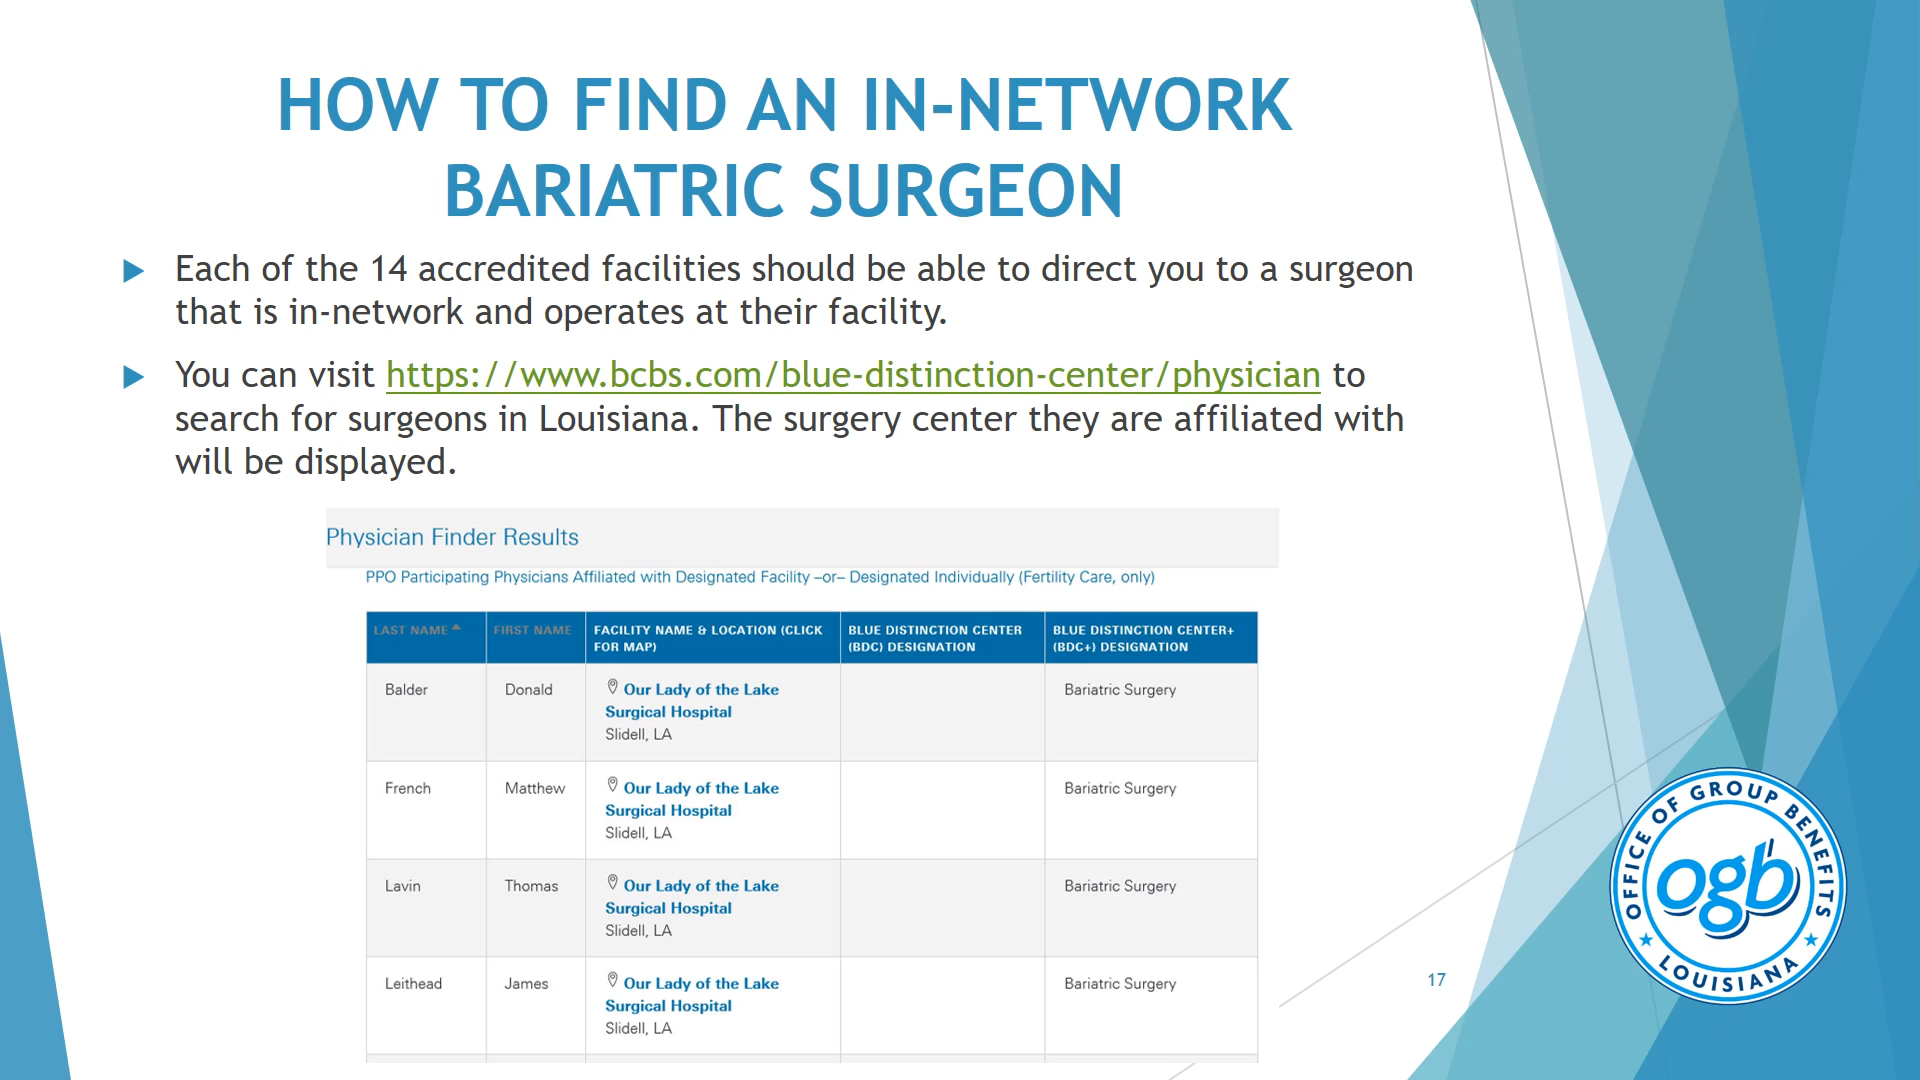 HOW TO FIND AN IN-NETWORK
BARIATRIC SURGEON
Each of the 14 accredited facilities should be able to direct you to a surgeon
that is in-network and operates at their facility.
You can visit https://www.bcbs.com/blue-distinction-center/physician to
search for surgeons in Louisiana. The surgery center they are affiliated with
will be displayed.
Physician Finder Results
PPO Participating Physicians Affiliated with Designated Facility –or– Designated Individually (Fertility Care, only)
LAST NAME FIRST NAME FACILITY NAME & LOCATION (CLICK BLUE DISTINCTION CENTER BLUE DISTINCTION CENTER+
FOR MAP) (BDC) DESIGNATION (BDC+) DESIGNATION
Balder Donald Our Lady of the Lake Bariatric Surgery
Surgical Hospital
Slidell, LA
French Matthew Our Lady of the Lake Bariatric Surgery
Surgical Hospital
Slidell, LA
Lavin Thomas Our Lady of the Lake Bariatric Surgery
Surgical Hospital
Slidell, LA
Leithead James Our Lady of the Lake Bariatric Surgery
Surgical Hospital
Slidell, LA
17
OFFICE OF GROUP BENEFITS
ogb
LOUISIANA